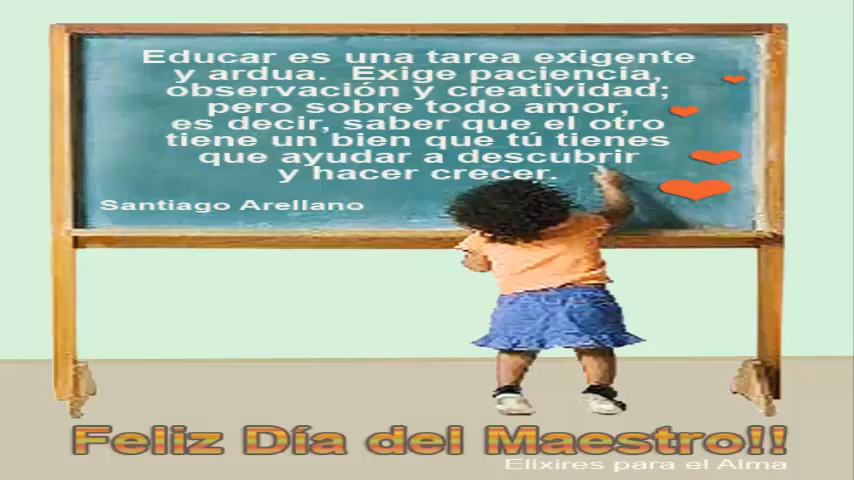 Educar es una tarea exigente
y ardua. Exige paciencia,
observación y creatividad;
pero sobre todo amor,
es decir, saber que el otro
tiene un bien que tú tienes
que ayudar a descubrir
y hacer crecer.
Santiago Arellano
Feliz Día del Maestro!!
Elixires para el Alma